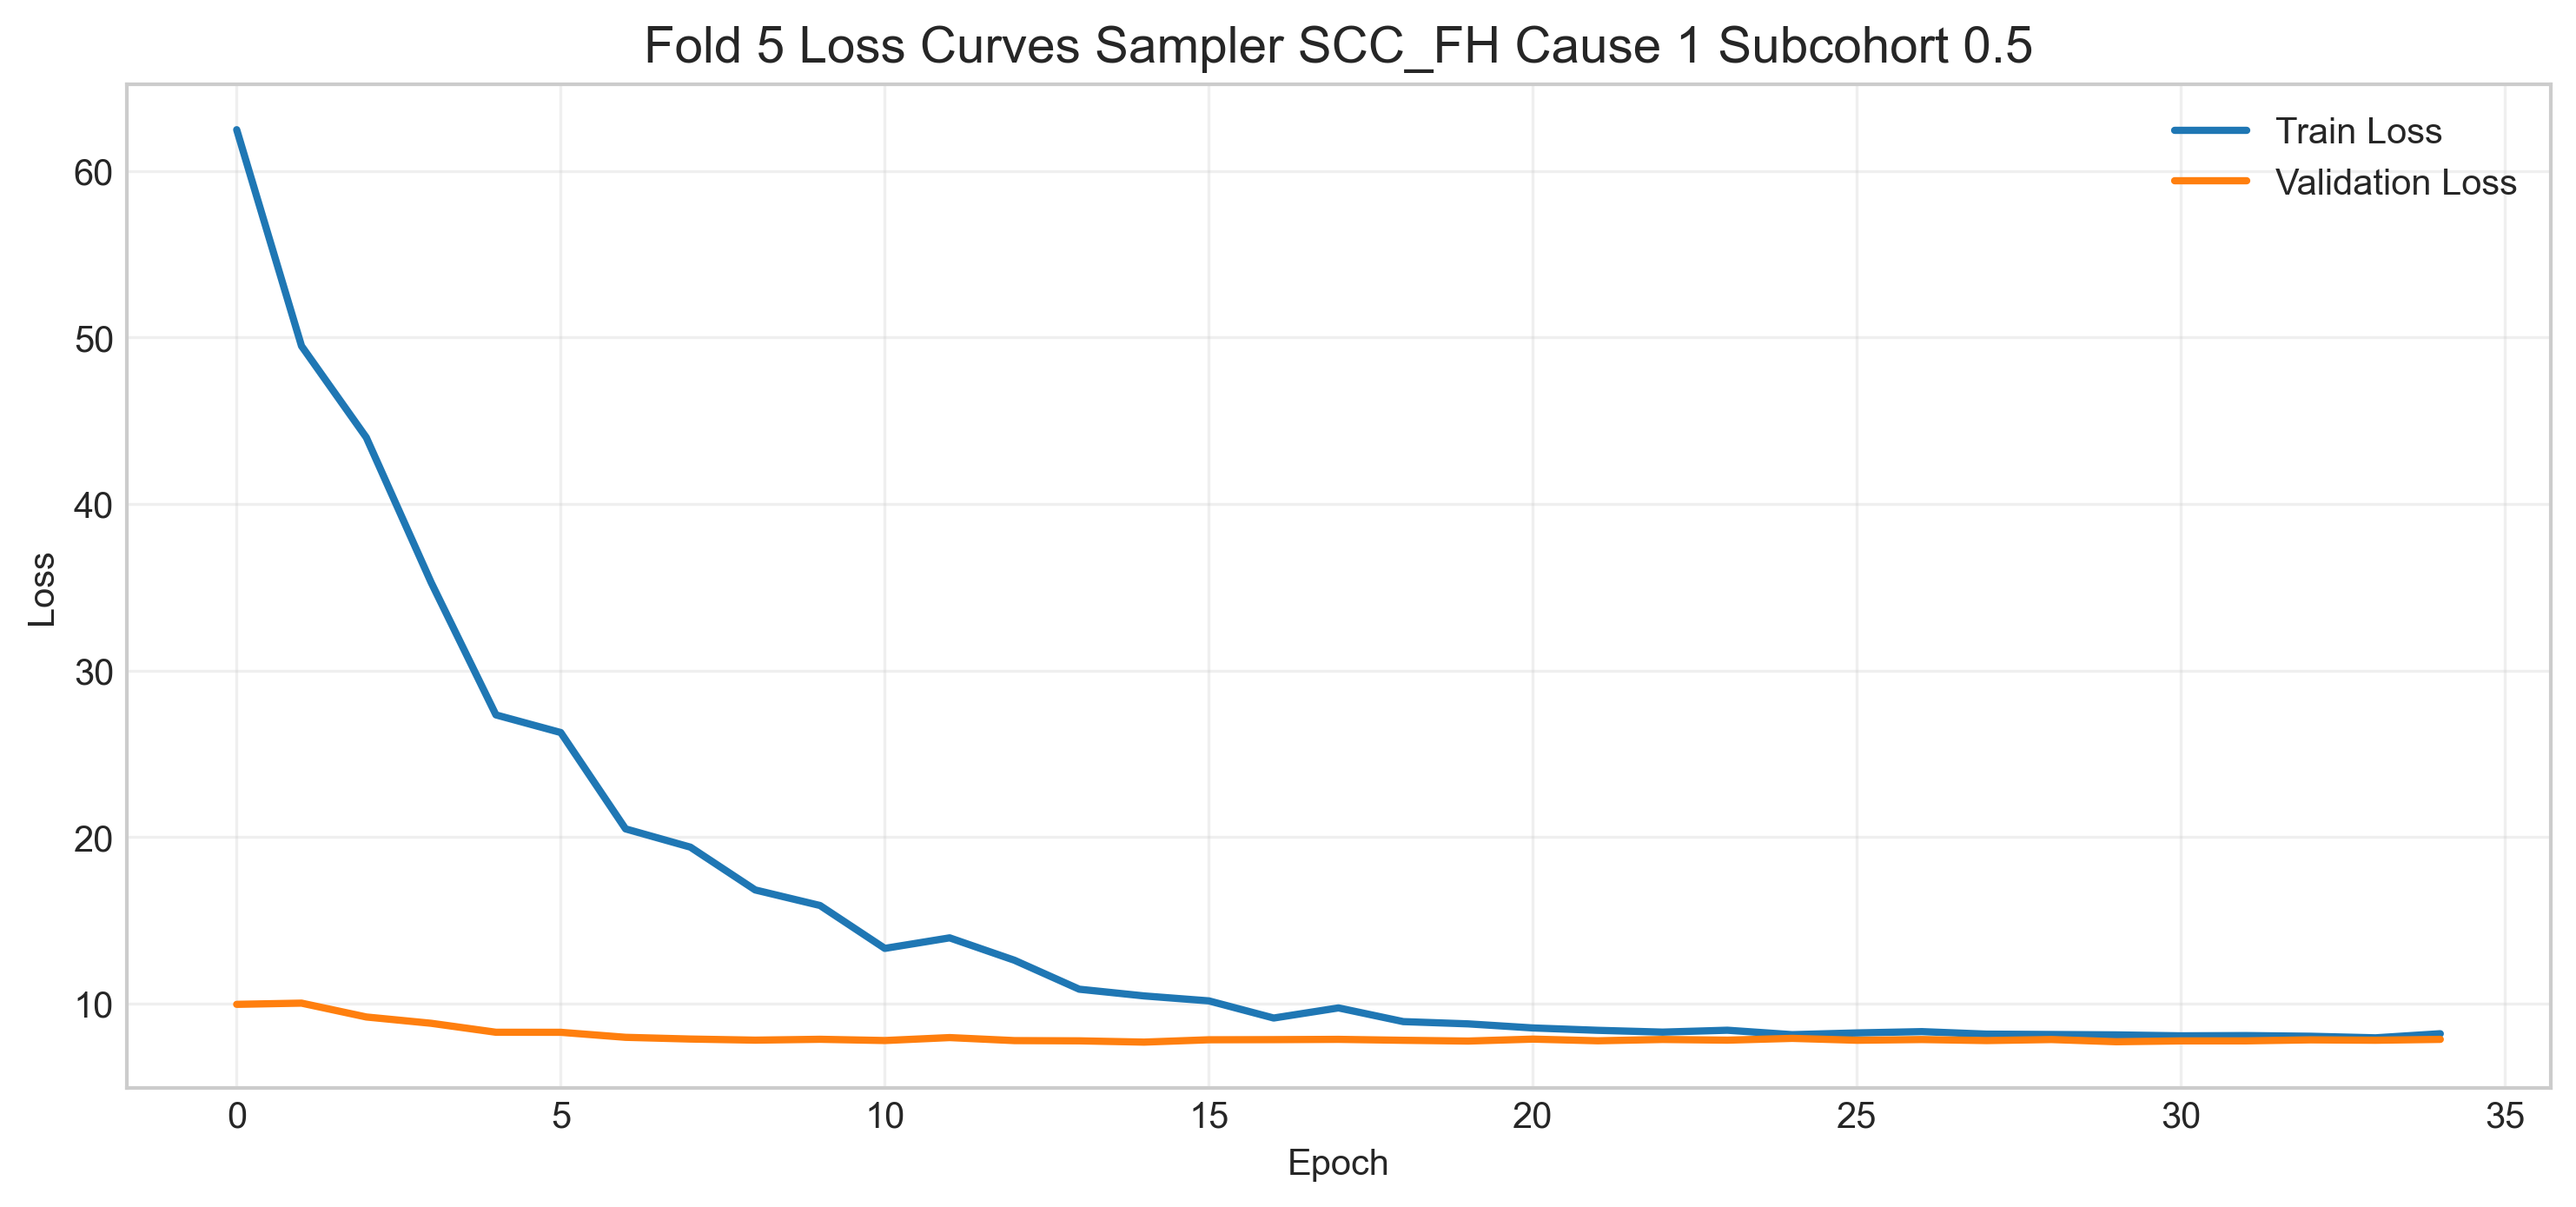 Fold 5 Loss Curves Sampler SCC_FH Cause 1 Subcohort 0.5
Train Loss
Validation Loss
60
50
40
30
20
10
Loss
0 5 10 15 20 25 30 35
Epoch